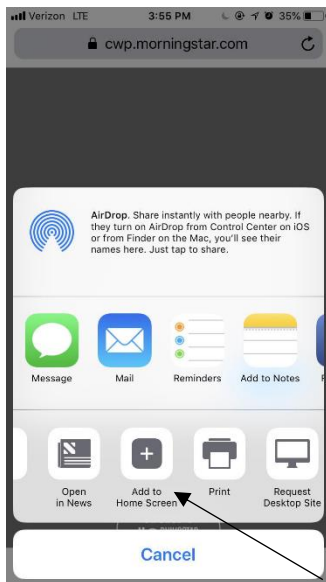 Verizon LTE 3:55 PM 35%
cwp.morningstar.com
AirDrop. Share instantly with people nearby. If
they turn on AirDrop from Control Center on iOS
or from Finder on the Mac, you'll see their
names here. Just tap to share.
Message Mail Reminders Add to Notes
Open
in News
Add to
Home Screen
Print
Request
Desktop Site
Cancel